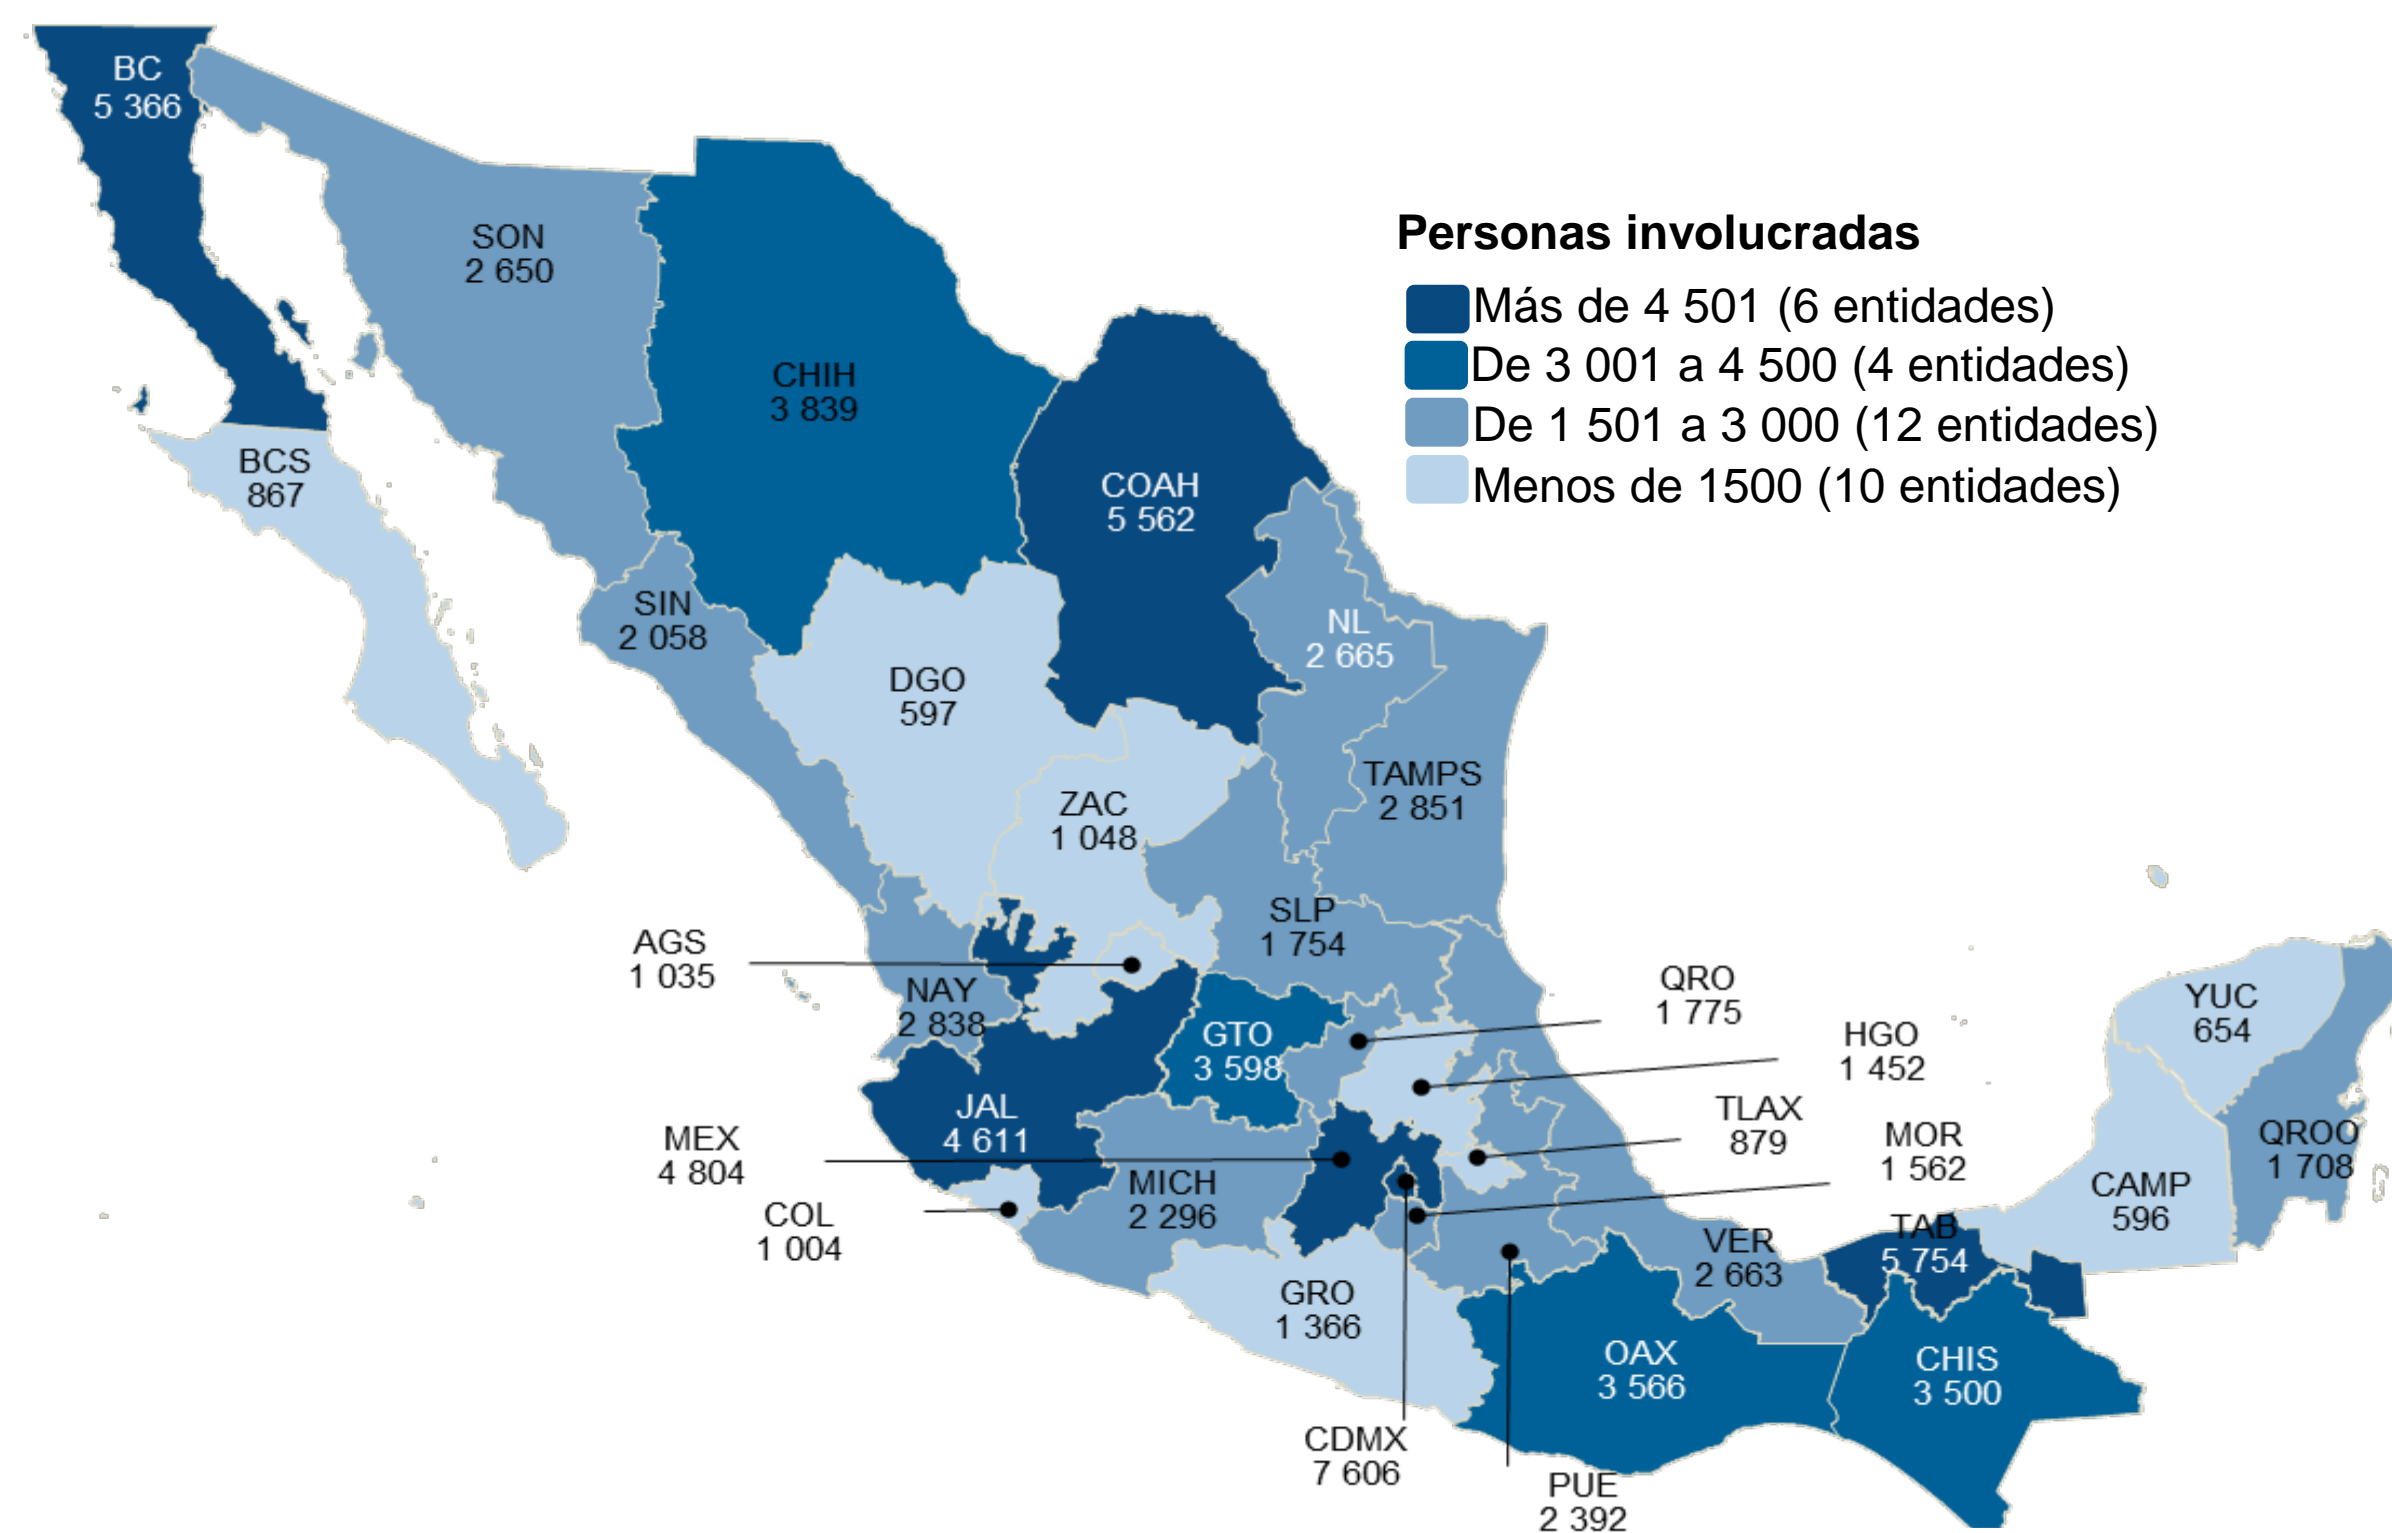 BC
5 366
SON
2 650
Personas involucradas
Más de 4 501 (6 entidades)
De 3 001 a 4 500 (4 entidades)
De 1 501 a 3 000 (12 entidades)
Menos de 1500 (10 entidades)
CHIH
3 839
BCS
867
COAH
5 562
SIN
2 058
NL
2 665
DGO
597
TAMPS
2 851
ZAC
1 048
SLP
1 754
AGS
1 035
NAY
2 838
QRO
1 775
YUC
654
GTO
3 598
HGO
1 452
JAL
4 611
TLAX
879
MEX
4 804
MOR
1 562
QROO
1 708
MICH
2 296
CAMP
596
COL
1 004
VER
2 663
TAB
5 754
GRO
1 366
OAX
3 566
CHIS
3 500
CDMX
7 606
PUE
2 392